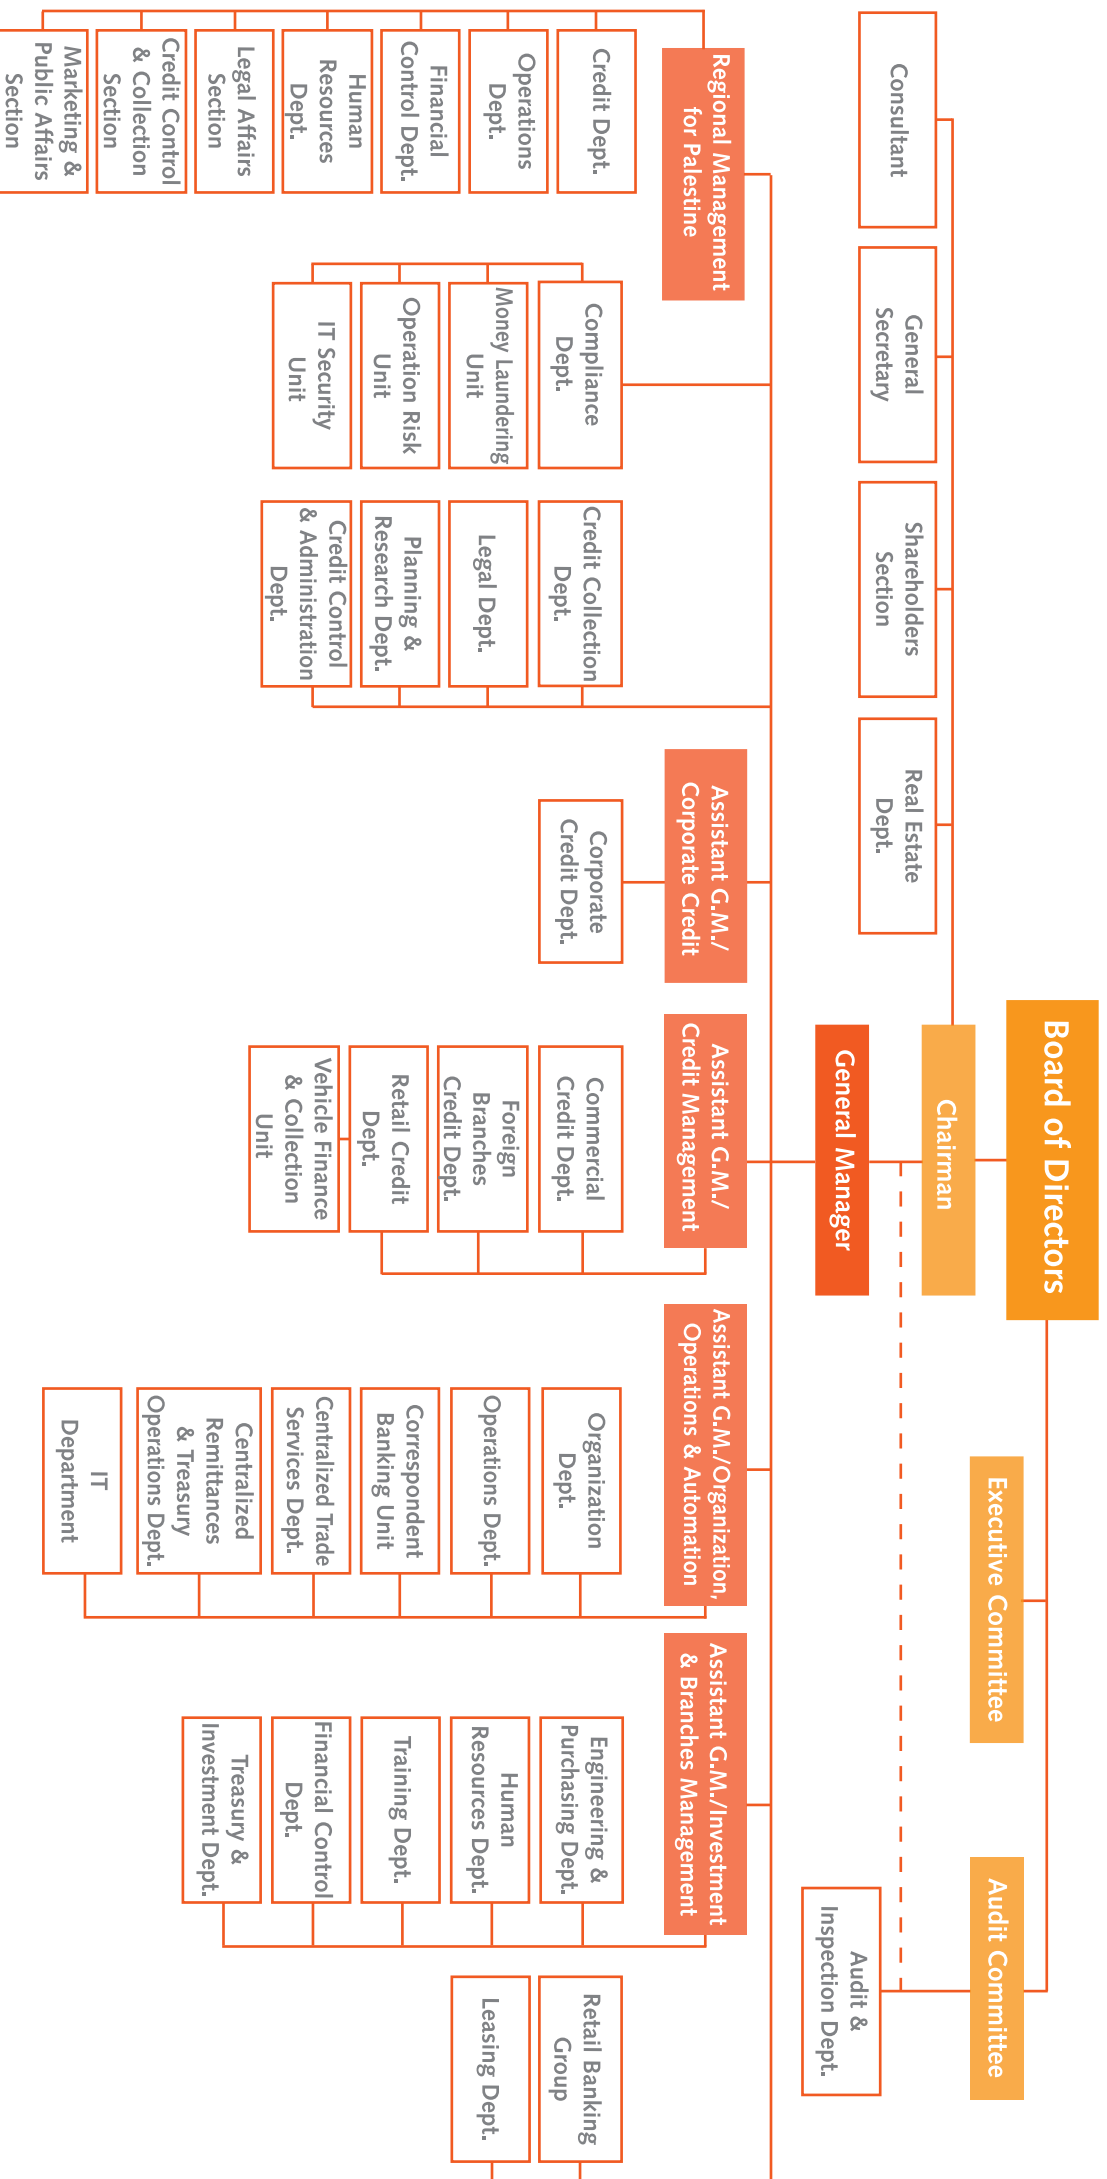 Board of Directors
Chairman
Executive Committee
Audit Committee
General Manager
Audit &
Inspection Dept.
Consultant
General
Secretary
Shareholders
Section
Real Estate
Dept.
Regional Management
for Palestine
Credit Dept.
Operations
Dept.
Financial
Control Dept.
Human
Resources
Dept.
Legal Affairs
Section
Credit Control
& Collection
Section
Marketing &
Public Affairs
Section
Compliance
Dept.
Money Laundering
Unit
Operation Risk
Unit
IT Security
Unit
Credit Collection
Dept.
Legal Dept.
Planning &
Research Dept.
Credit Control
& Administration
Dept.
Assistant G.M./
Corporate Credit
Corporate
Credit Dept.
Assistant G.M./
Credit Management
Commercial
Credit Dept.
Foreign
Branches
Credit Dept.
Retail Credit
Dept.
Vehicle Finance
& Collection
Unit
Assistant G.M./Organization,
Operations & Automation
Organization
Dept.
Operations Dept.
Correspondent
Banking Unit
Centralized Trade
Services Dept.
Centralized
Remittances
& Treasury
Operations Dept.
IT
Department
Assistant G.M./Investment
& Branches Management
Engineering &
Purchasing Dept.
Human
Resources Dept.
Training Dept.
Financial Control
Dept.
Treasury &
Investment Dept.
Retail Banking
Group
Leasing Dept.